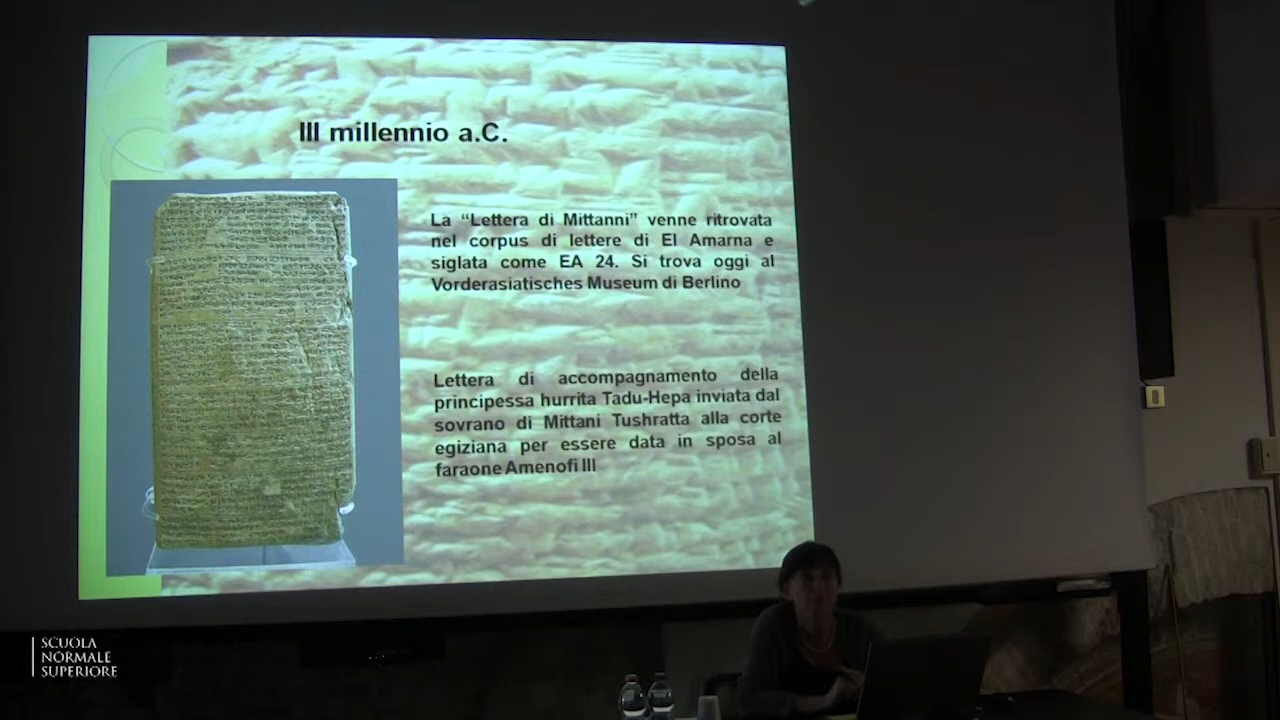 III millennio a.C.
La “Lettera di Mittanni” venne ritrovata
nel corpus di lettere di El Amarna e
siglata come EA 24. Si trova oggi al
Vorderasiatisches Museum di Berlino
Lettera di accompagnamento della
principessa hurrita Tadu-Hepa inviata dal
sovrano di Mittani Tushratta alla corte
egiziana per essere data in sposa al
faraone Amenofi III
SCUOLA
NORMALE
SUPERIORE